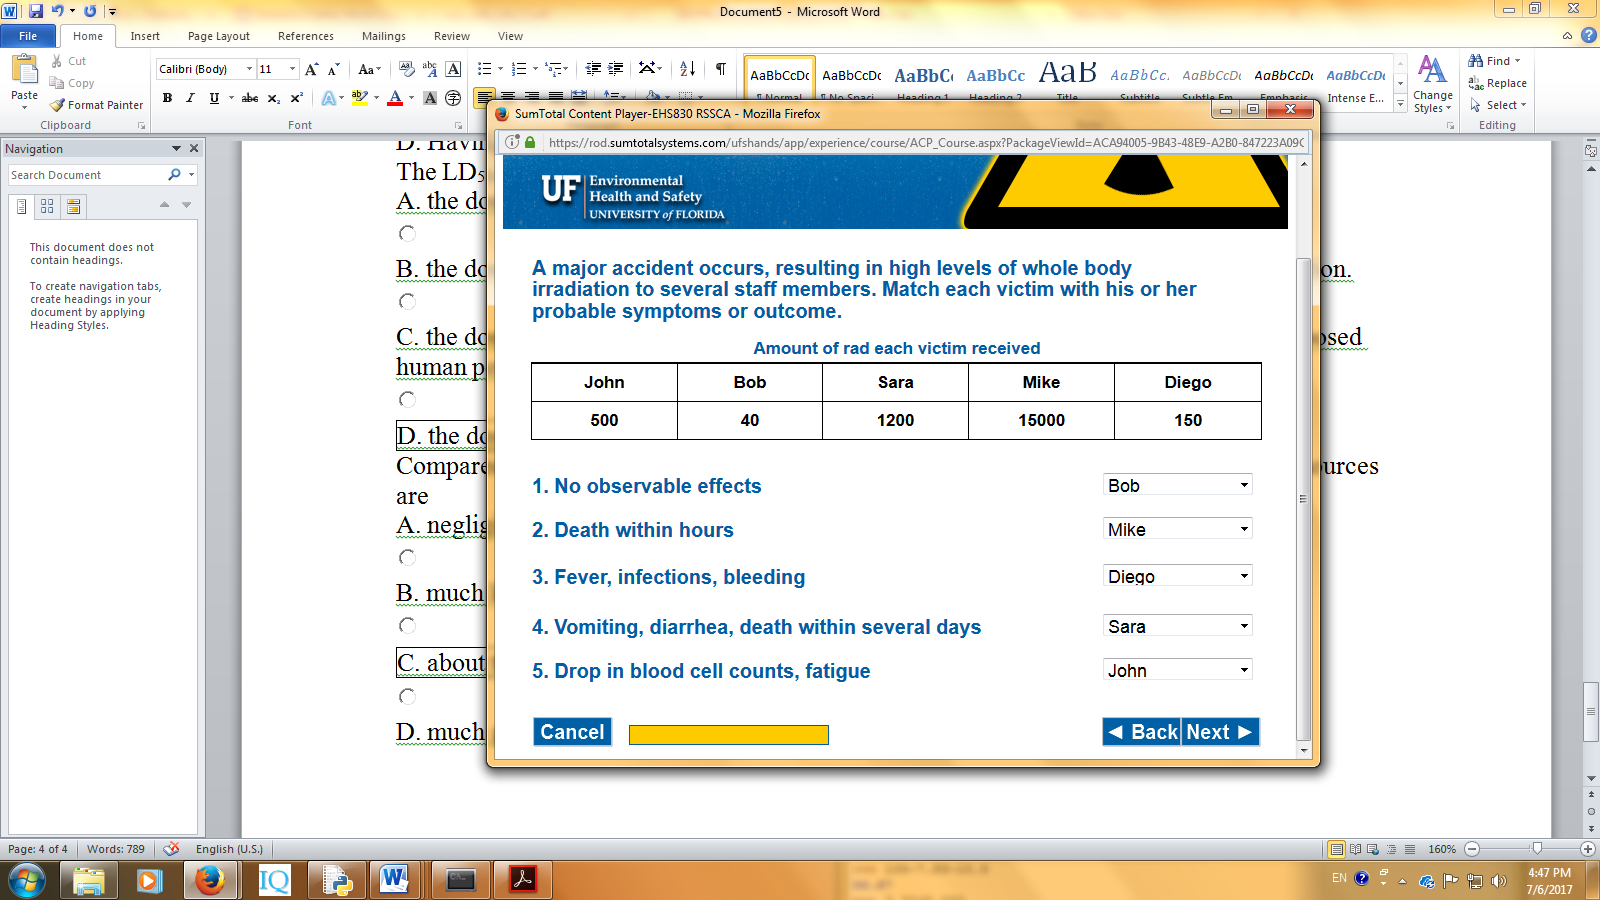 Document5 - Microsoft Word
File Home Insert Page Layout References Mailings Review View
Paste
Cut
Copy
Format Painter
Clipboard
Calibri (Body) 11
Font
AaBbCcDc AaBbCcDc AaBbC AaBbCc AaB AaBbCc. AaBbCcDc AaBbCcDc AaBbCcDc
Intense E...
Change Styles
Find
Replace
Select
Editing
Navigation
Search Document
This document does not
contain headings.
To create navigation tabs,
create headings in your
document by applying
Heading Styles.
The LD5
A. the do
B. the do
on.
C. the do
osed
human p
D. the do
Compare
ources
are
A. neglig
B. much
C. about
D. much
SumTotal Content Player-EHS830 RSSCA - Mozilla Firefox
https://rod.sumtotalsystems.com/ufshands/app/experience/course/ACP_Course.aspx?PackageViewId=ACA94005-9B43-48E9-A2B0-847223A09C
UF
Environmental
Health and Safety
UNIVERSITY of FLORIDA
A major accident occurs, resulting in high levels of whole body
irradiation to several staff members. Match each victim with his or her
probable symptoms or outcome.
Amount of rad each victim received
John Bob Sara Mike Diego
500 40 1200 15000 150
1. No observable effects Bob
2. Death within hours Mike
3. Fever, infections, bleeding Diego
4. Vomiting, diarrhea, death within several days Sara
5. Drop in blood cell counts, fatigue John
Cancel
Back Next
Page: 4 of 4 Words: 789 English (U.S.) 160%
IQ
EN
4:47 PM
7/6/2017